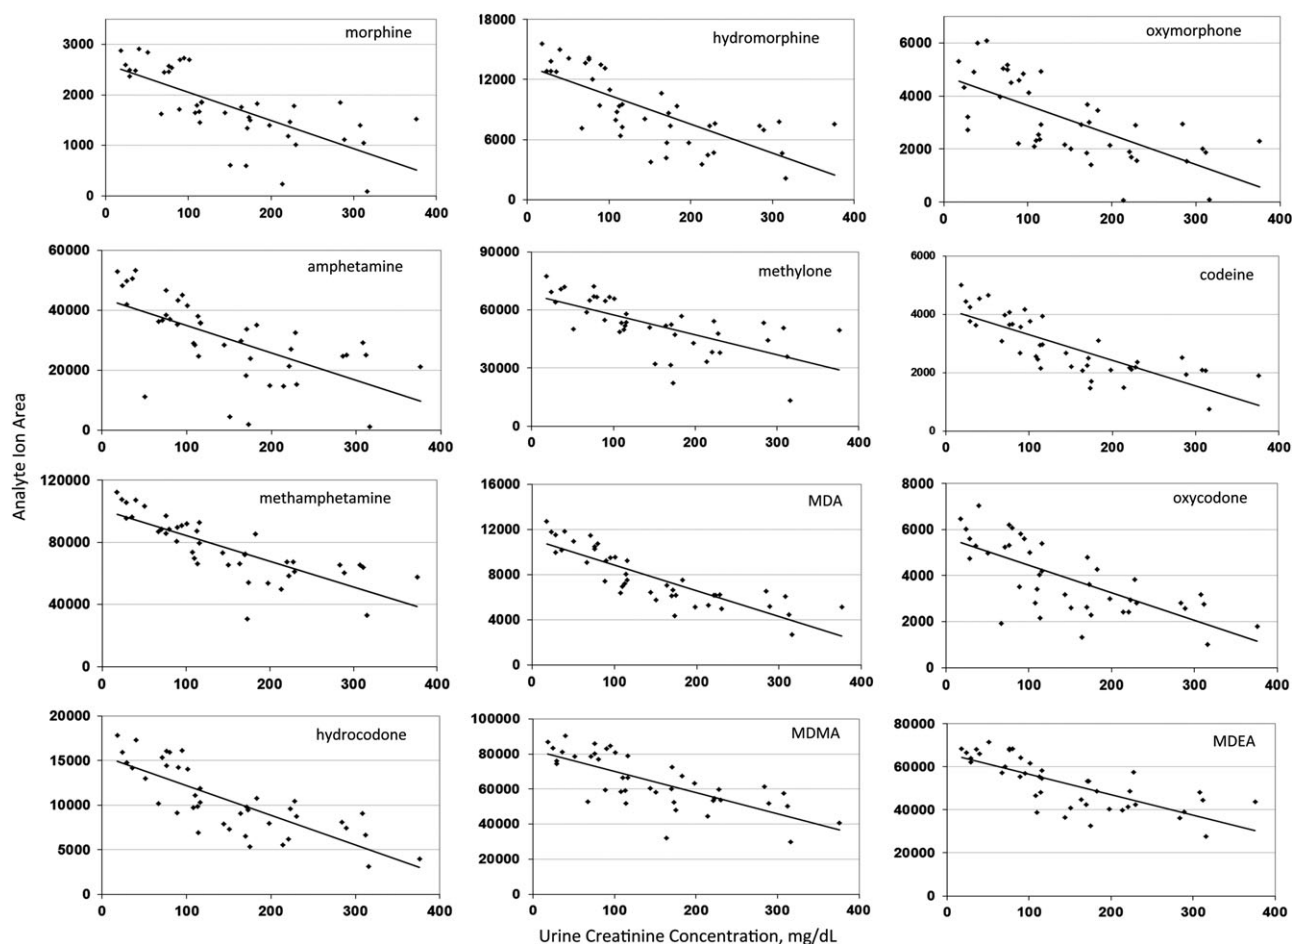 morphine
3000
2000
1000
0
0 100 200 300 400
hydromorphine
18000
12000
6000
0
0 100 200 300 400
oxymorphone
6000
4000
2000
0
0 100 200 300 400
amphetamine
60000
40000
20000
0
0 100 200 300 400
methylone
90000
60000
30000
0
0 100 200 300 400
codeine
6000
4000
2000
0
0 100 200 300 400
Analyte Ion Area
methamphetamine
120000
80000
40000
0
0 100 200 300 400
MDA
16000
12000
8000
4000
0
0 100 200 300 400
oxycodone
8000
6000
4000
2000
0
0 100 200 300 400
hydrocodone
20000
15000
10000
5000
0
0 100 200 300 400
MDMA
100000
80000
60000
40000
20000
0
0 100 200 300 400
MDEA
80000
60000
40000
20000
0
0 100 200 300 400
Urine Creatinine Concentration, mg/dL